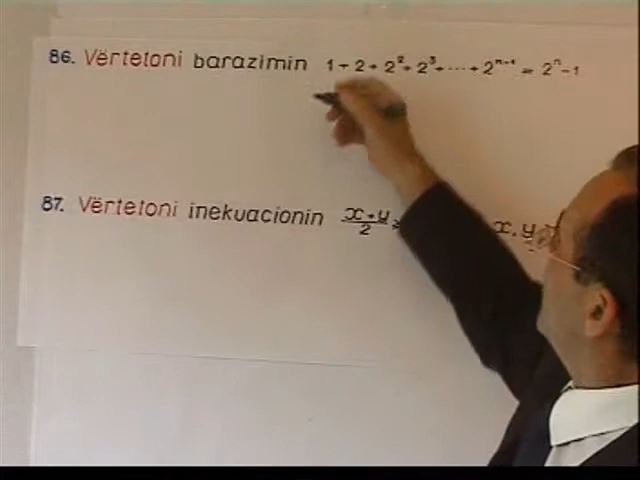 86. Vërtetoni barazimin 1 + 2 + 2² + 2³ + ... + 2ⁿ⁻¹ = 2ⁿ - 1
87. Vërtetoni inekuacionin (x + y)/2 ≥ x, y